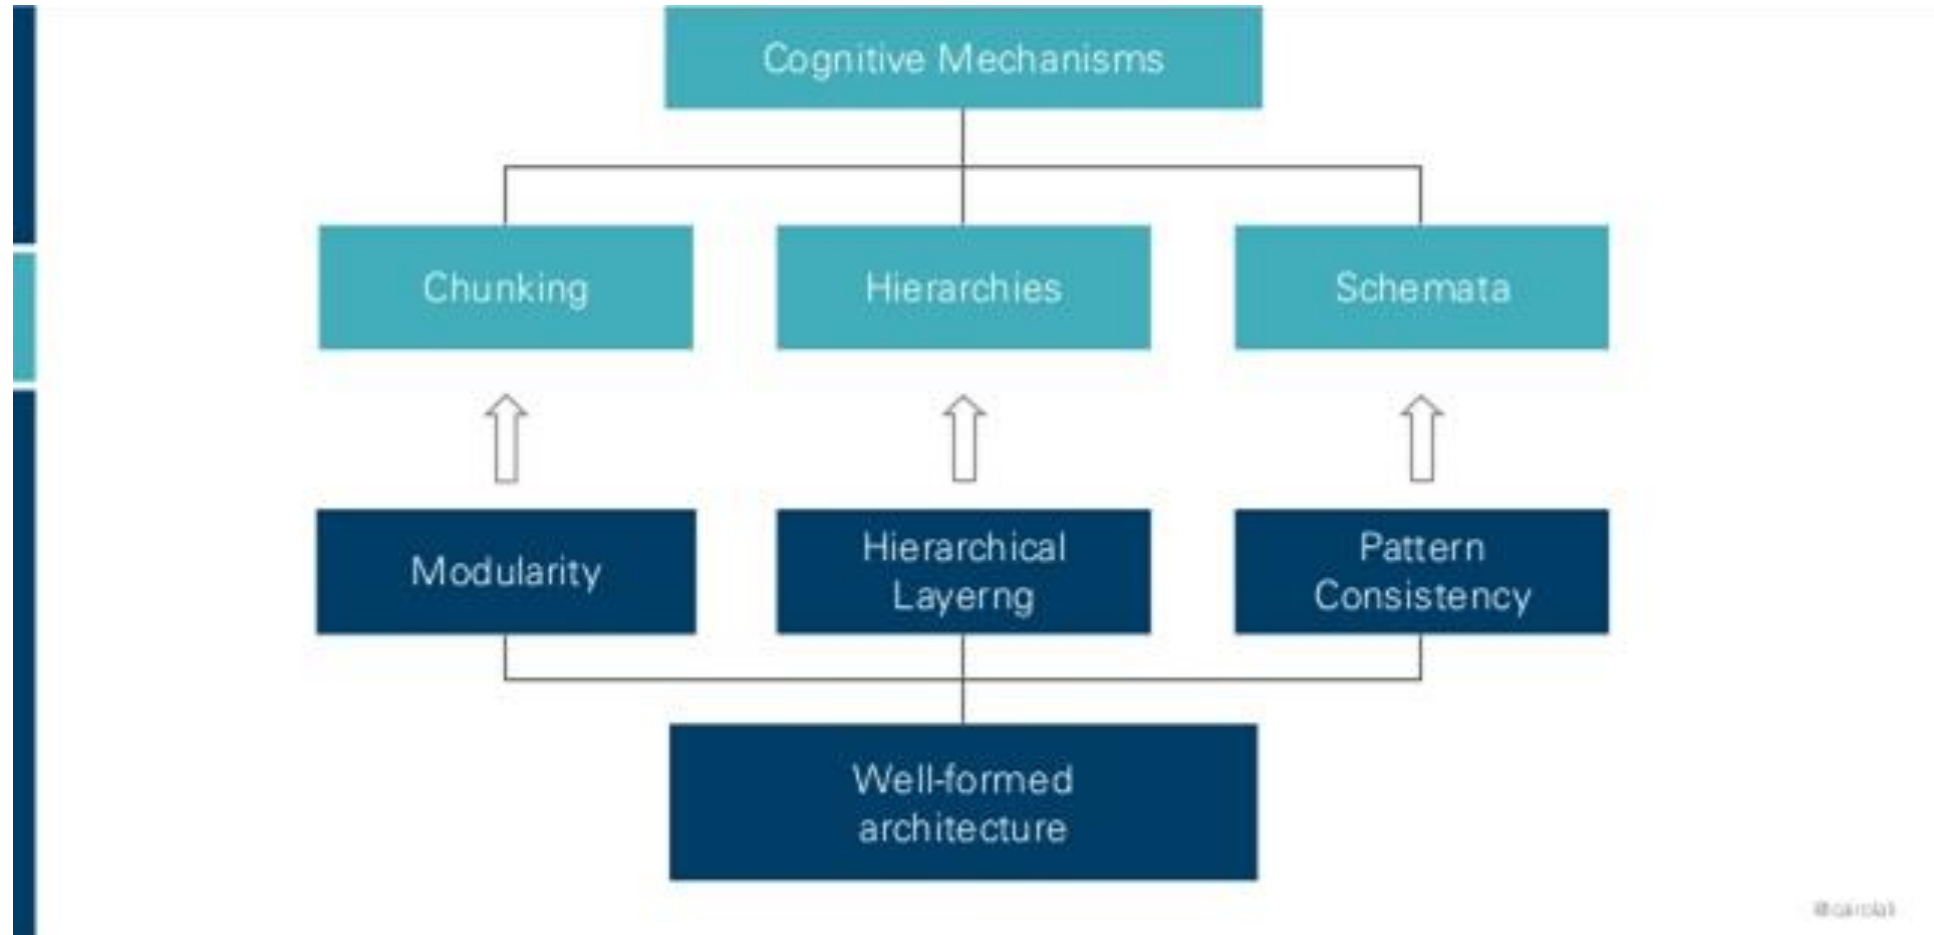 Cognitive Mechanisms
Chunking
Hierarchies
Schemata
Modularity
Hierarchical
Layerng
Pattern
Consistency
Well-formed
architecture